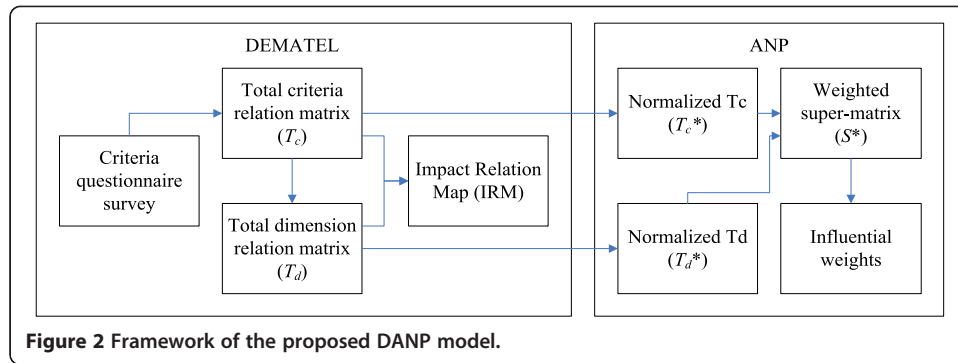 DEMATEL
Total criteria
relation matrix
(Tc)
Criteria
questionnaire
survey
Impact Relation
Map (IRM)
Total dimension
relation matrix
(Td)
ANP
Normalized Tc
(Tc*)
Weighted
super-matrix
(S*)
Normalized Td
(Td*)
Influential
weights
Figure 2 Framework of the proposed DANP model.